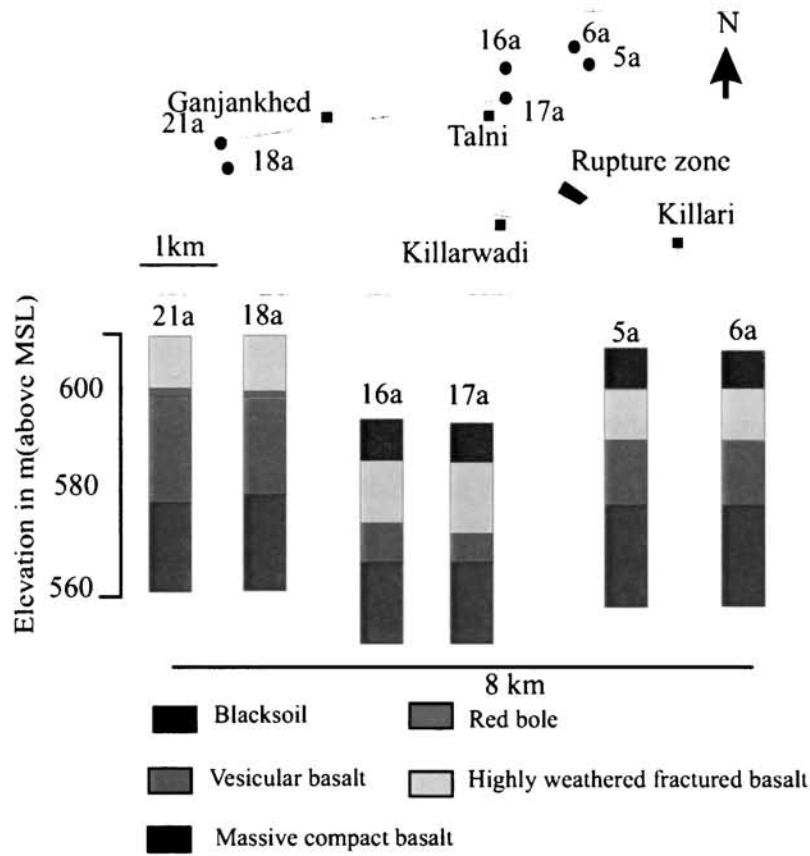 N
16a
6a
5a
Ganjankhed
21a
17a
Talni
18a
Rupture zone
Killari
1km
Killarwadi
Elevation in m(above MSL)
21a
18a
5a
6a
600
16a
17a
580
560
8 km
Blacksoil
Red bole
Vesicular basalt
Highly weathered fractured basalt
Massive compact basalt